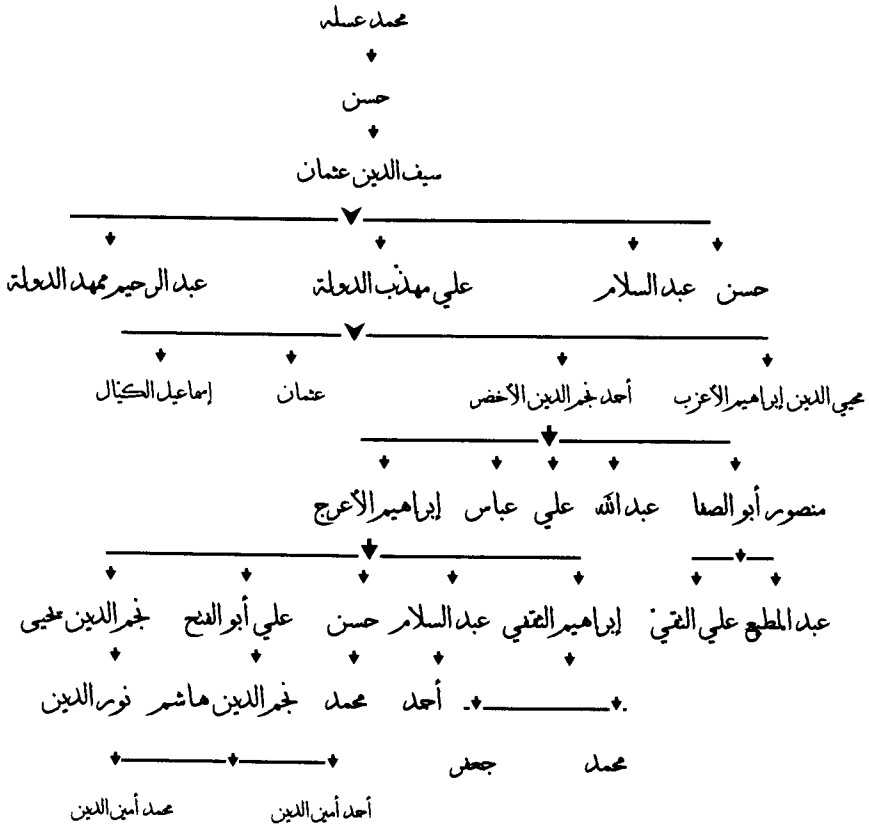 محمد عسله
حسن
سيف الدين عثمان
حسن عبد السلام علي مهذب الدولة عبد الرحيم ممهد الدولة
محيي الدين إبراهيم الأعزب أحمد نجم الدين الأخضر عثمان إسماعيل الكيال
منصور أبو الصفا عبد الله علي عباس إبراهيم الأعرج
عبد المطيع علي التقي إبراهيم الثقفي عبد السلام حسن علي أبو الفتح نجم الدين يحيى
أحمد محمد نجم الدين هاشم نور الدين
محمد جعفر
أحمد أمين الدين محمد أمين الدين